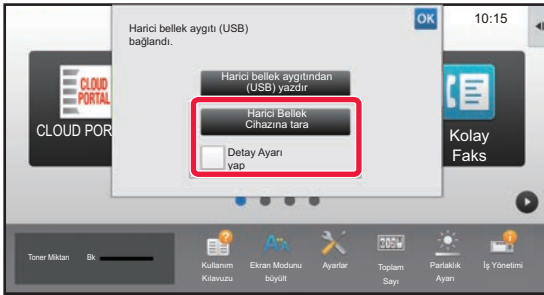 Harici bellek aygıtı (USB)
bağlandı.
OK
10:15
Harici bellek aygıtından
(USB) yazdır
Harici Bellek
Cihazına tara
Detay Ayarı
yap
CLOUD
PORTAL
CLOUD POR
Kolay
Faks
Toner Miktarı Bk
Kullanım
Kılavuzu
Ekran Modunu
büyült
Ayarlar
Toplam
Sayı
Parlaklık
Ayarı
İş Yönetimi